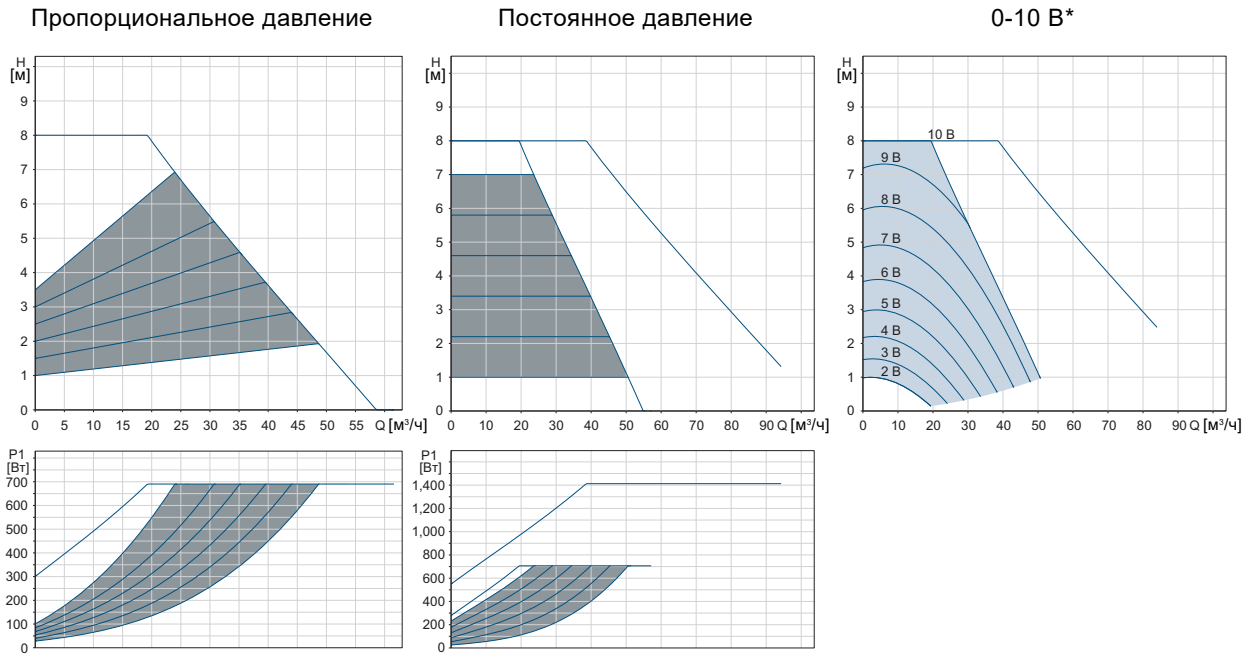 Пропорциональное давление
Постоянное давление
0-10 В*
H
[м]
9
8
7
6
5
4
3
2
1
0
0 5 10 15 20 25 30 35 40 45 50 55 Q [м³/ч]
H
[м]
9
8
7
6
5
4
3
2
1
0
0 10 20 30 40 50 60 70 80 90 Q [м³/ч]
H
[м]
9
8
7
6
5
4
3
2
1
0
10 В
9 В
8 В
7 В
6 В
5 В
4 В
3 В
2 В
0 10 20 30 40 50 60 70 80 90 Q [м³/ч]
P1
[Вт]
700
600
500
400
300
200
100
0
P1
[Вт]
1,400
1,200
1,000
800
600
400
200
0